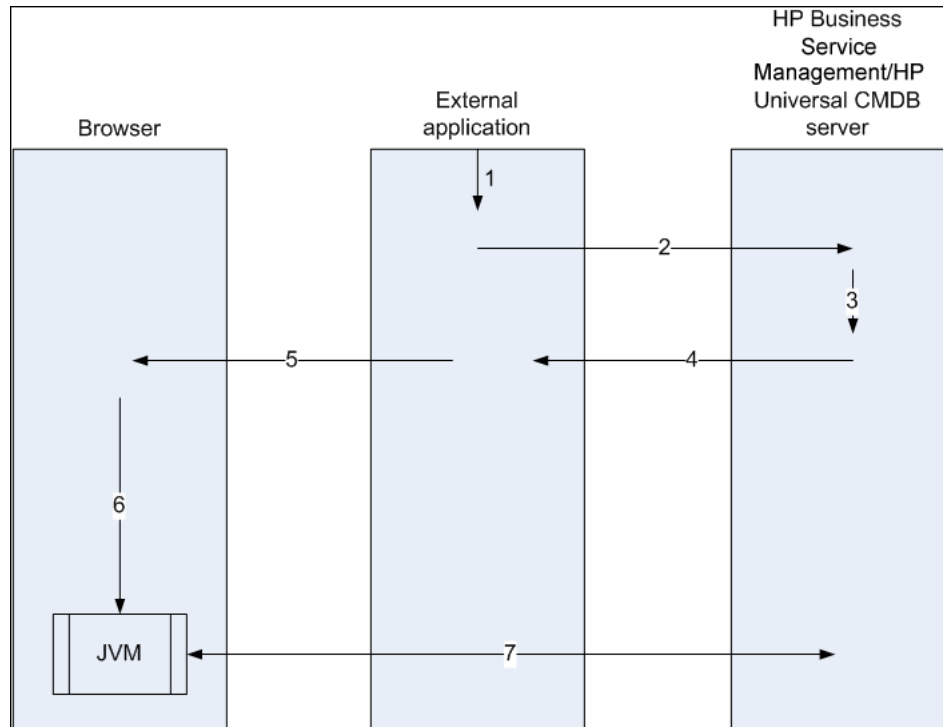 HP Business
Service
Management/HP
Universal CMDB
server
External
application
Browser
1
2
3
5
4
6
JVM
7